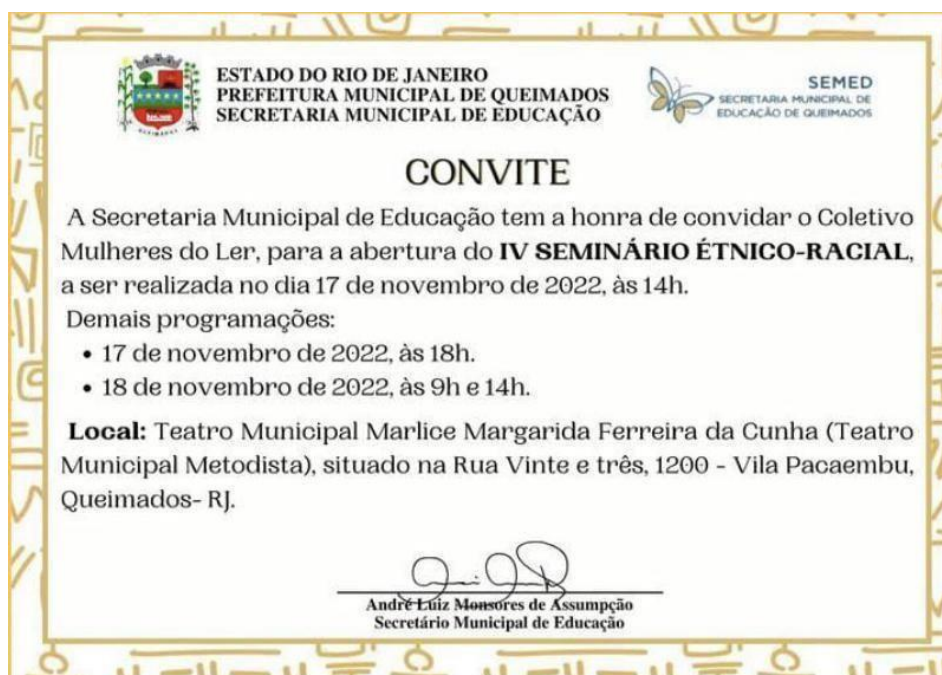 ESTADO DO RIO DE JANEIRO
PREFEITURA MUNICIPAL DE QUEIMADOS
SECRETARIA MUNICIPAL DE EDUCAÇÃO
SEMED
SECRETARIA MUNICIPAL DE
EDUCAÇÃO DE QUEIMADOS
CONVITE
A Secretaria Municipal de Educação tem a honra de convidar o Coletivo
Mulheres do Ler, para a abertura do IV SEMINÁRIO ÉTNICO-RACIAL,
a ser realizada no dia 17 de novembro de 2022, às 14h.
Demais programações:
• 17 de novembro de 2022, às 18h.
• 18 de novembro de 2022, às 9h e 14h.
Local: Teatro Municipal Marlice Margarida Ferreira da Cunha (Teatro
Municipal Metodista), situado na Rua Vinte e três, 1200 - Vila Pacaembu,
Queimados- RJ.
André Luiz Monsores de Assumpção
Secretário Municipal de Educação